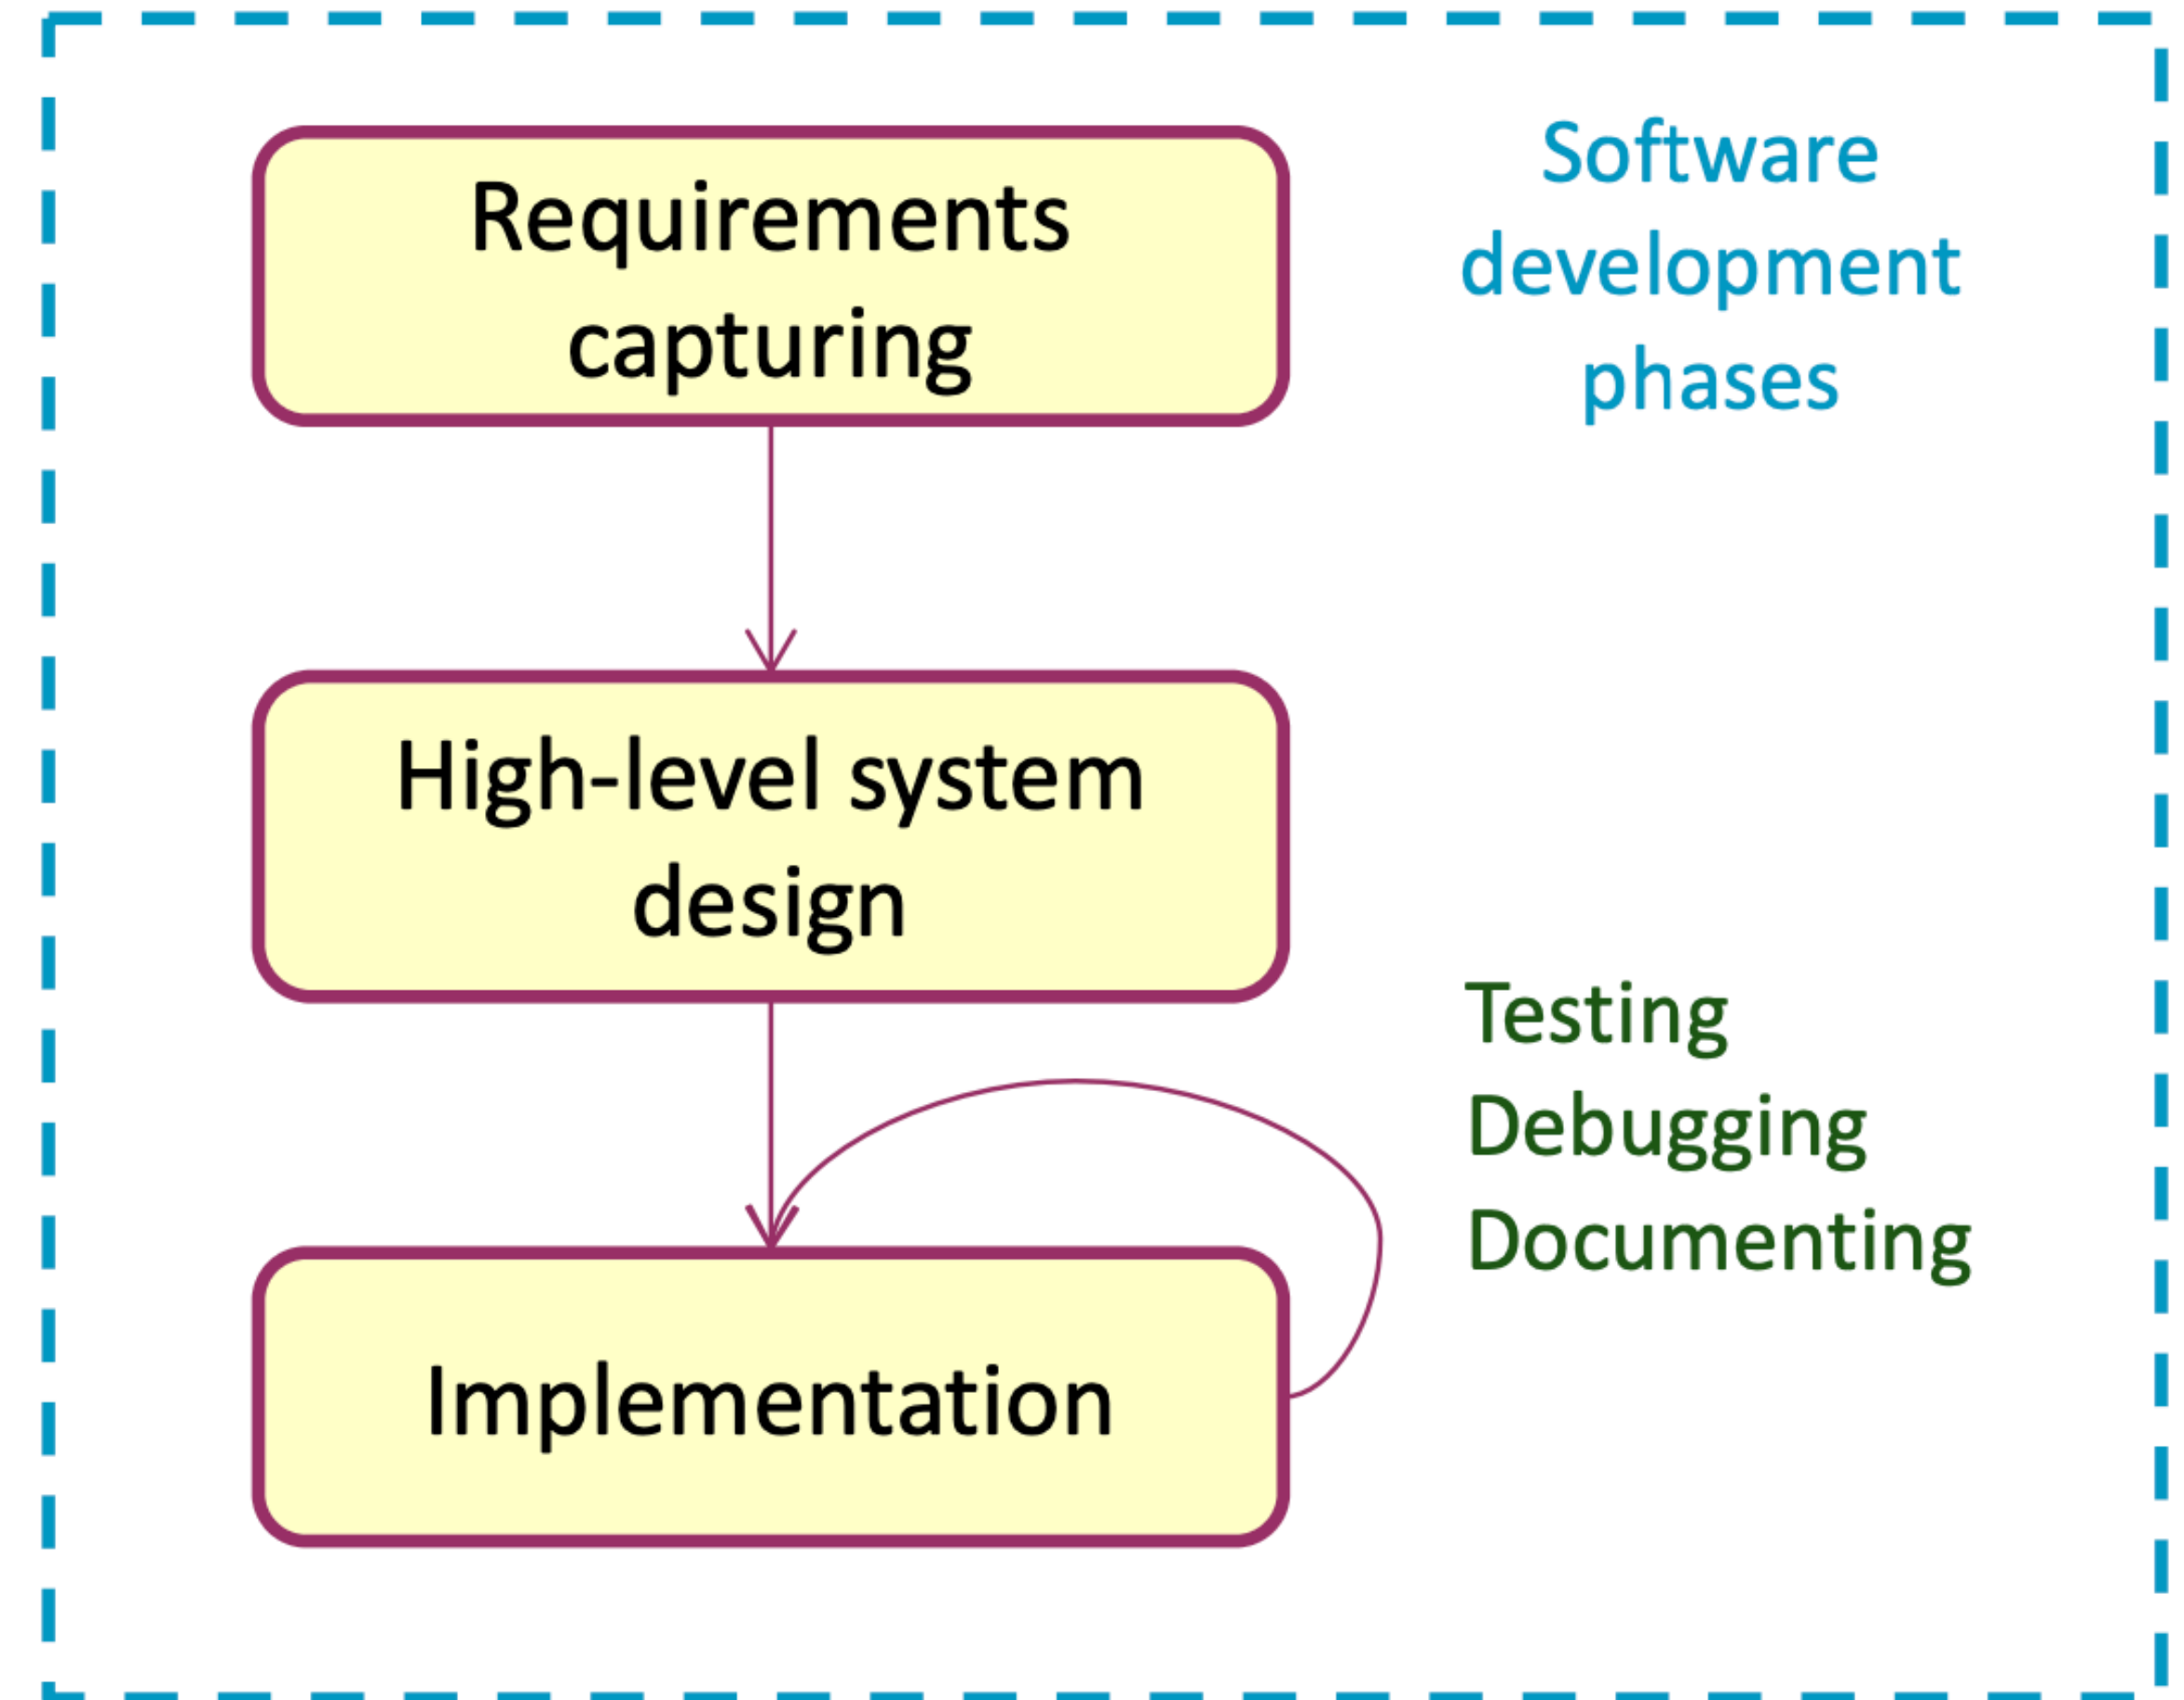 Requirements
capturing
Software
development
phases
High-level system
design
Testing
Debugging
Documenting
Implementation